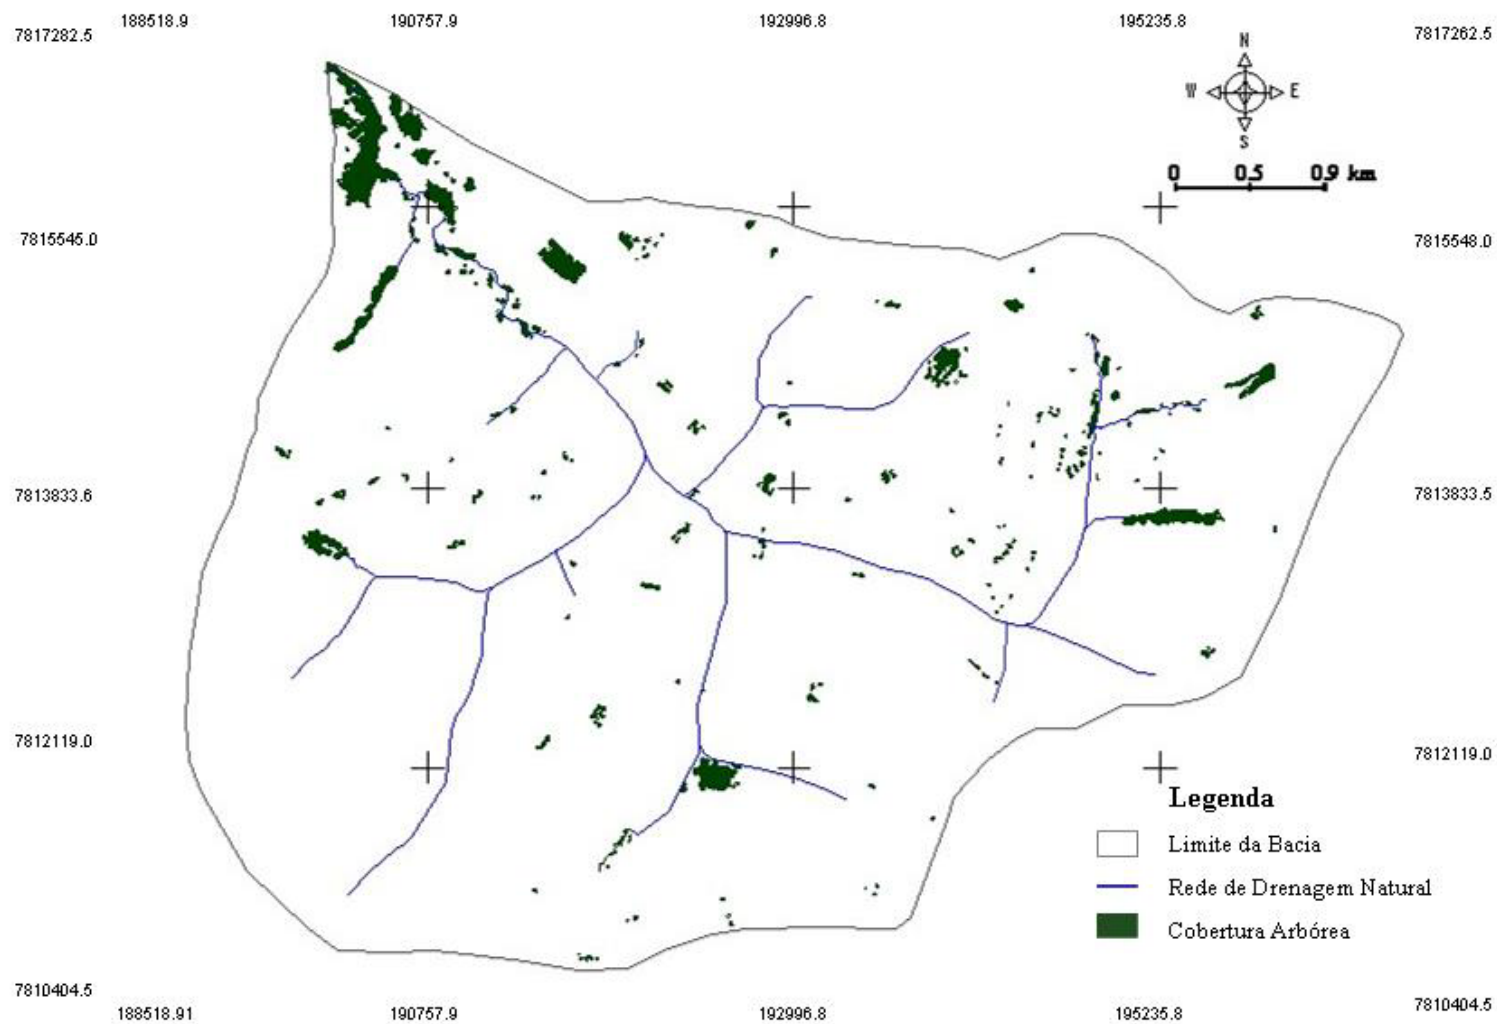 188518.9 190757.9 192996.8 195235.8
7817282.5 7817262.5
N
W E
S
0 0.5 0.9 km
7815545.0 7815548.0
7813833.6 7813833.5
7812119.0 7812119.0
Legenda
Limite da Bacia
Rede de Drenagem Natural
Cobertura Arbórea
7810404.5 7810404.5
188518.91 190757.9 192996.8 195235.8